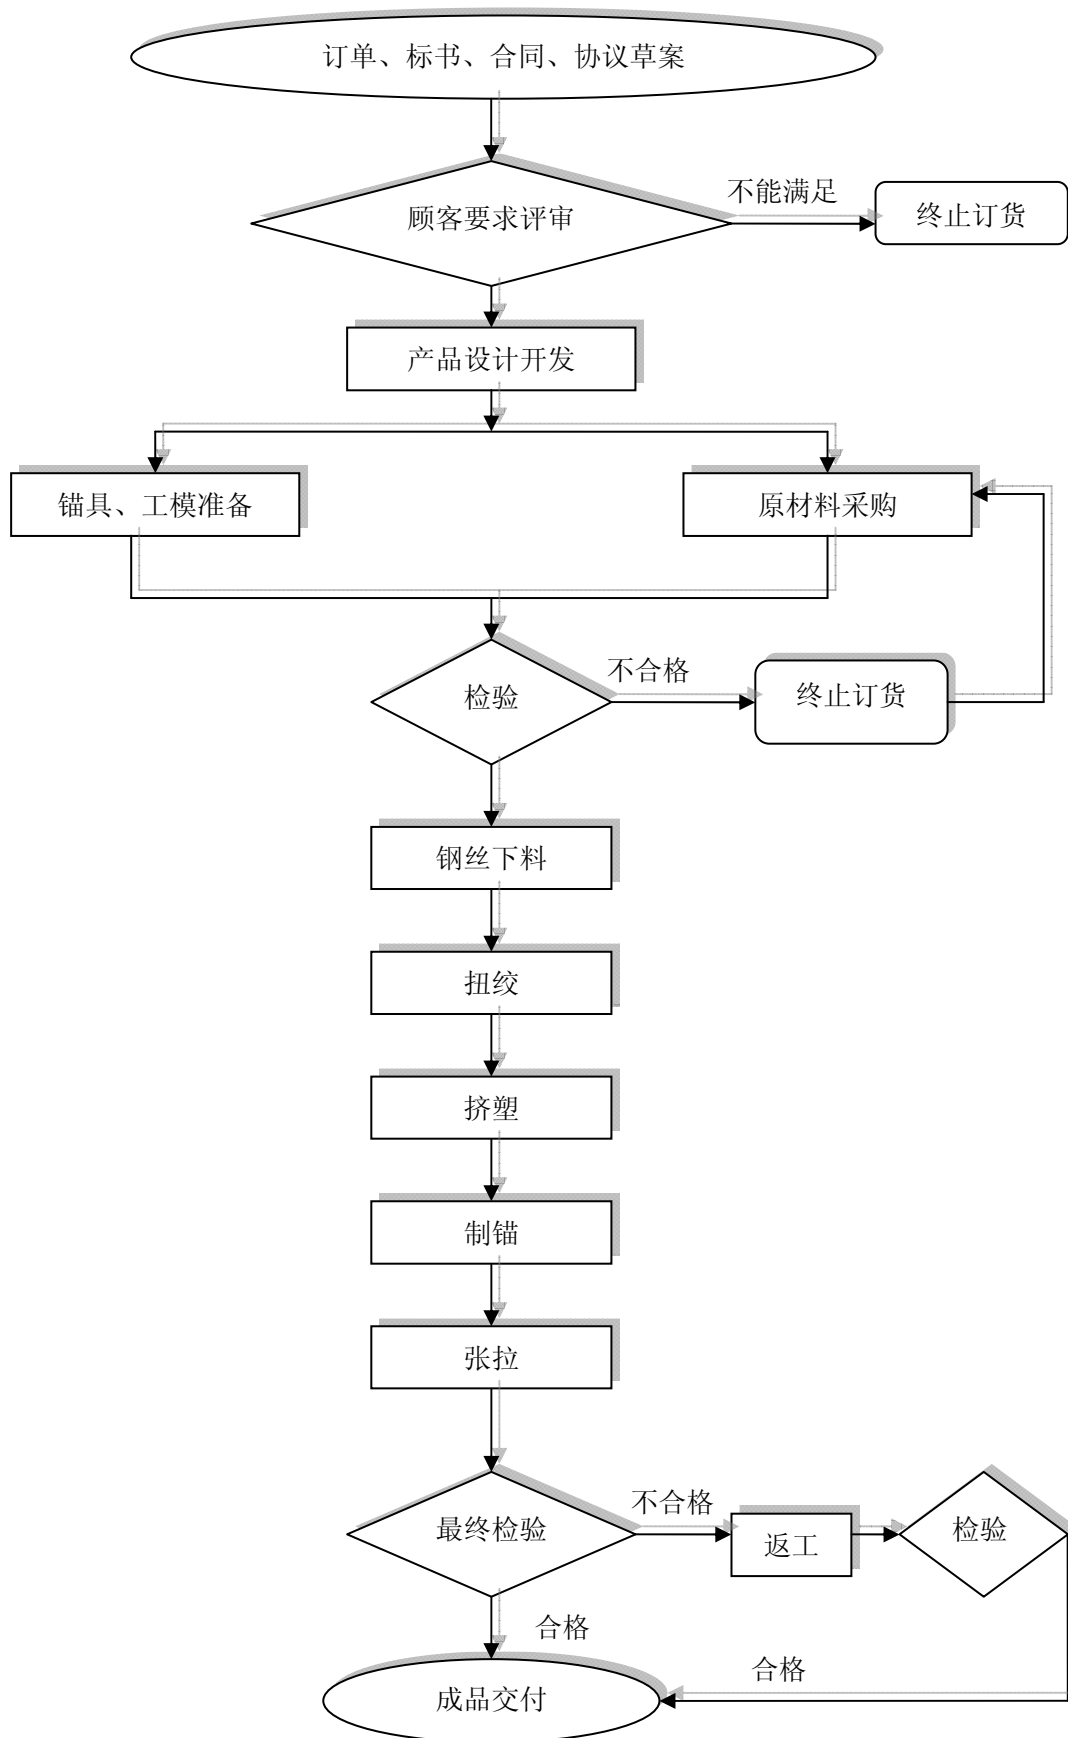 订单、标书、合同、协议草案
不能满足
顾客要求评审
终止订货
产品设计开发
锚具、工模准备
原材料采购
不合格
检验
终止订货
钢丝下料
扭绞
挤塑
制锚
张拉
不合格
最终检验
返工
检验
合格
合格
成品交付